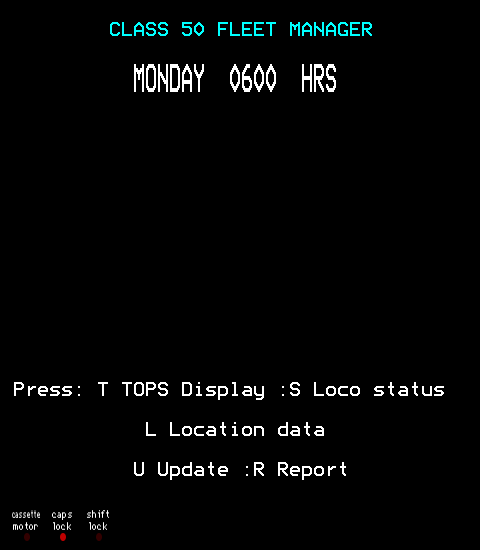 CLASS 50 FLEET MANAGER
MONDAY 0600 HRS
Press: T TOPS Display :S Loco status
L Location data
U Update :R Report
cassette caps shift
motor lock lock